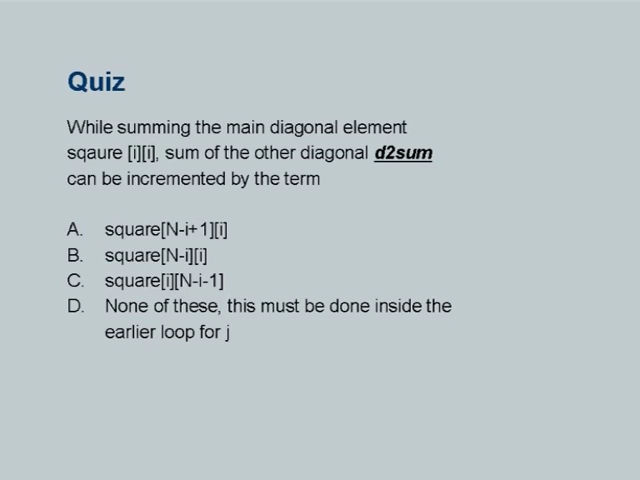 Quiz
While summing the main diagonal element
sqaure [i][i], sum of the other diagonal d2sum
can be incremented by the term
A. square[N-i+1][i]
B. square[N-i][i]
C. square[i][N-i-1]
D. None of these, this must be done inside the
earlier loop for j